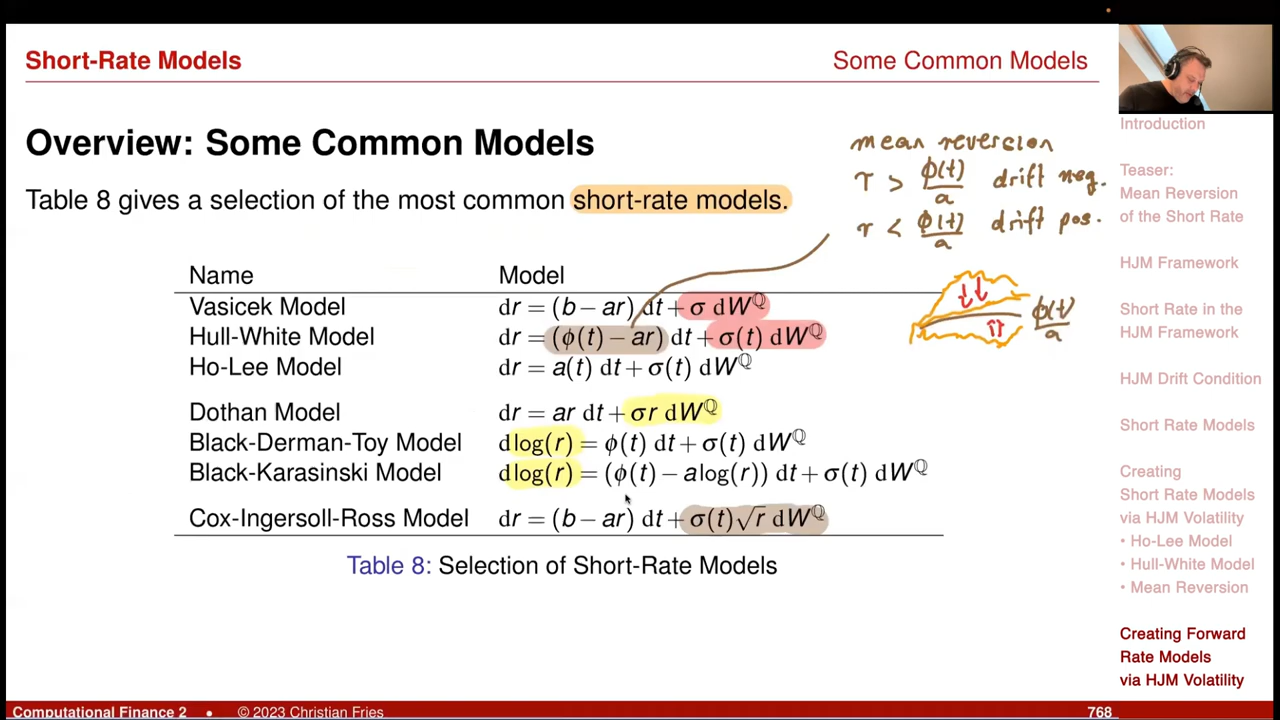 Short-Rate Models
Some Common Models
Overview: Some Common Models
Table 8 gives a selection of the most common short-rate models.
mean reversion
r > ϕ(t)/a drift neg.
r < ϕ(t)/a drift pos.
ϕ(t)/a
Name Model
Vasicek Model dr = (b − ar) dt + σ dW^ℚ
Hull-White Model dr = (ϕ(t) − ar) dt + σ(t) dW^ℚ
Ho-Lee Model dr = a(t) dt + σ(t) dW^ℚ
Dothan Model dr = ar dt + σr dW^ℚ
Black-Derman-Toy Model dlog(r) = ϕ(t) dt + σ(t) dW^ℚ
Black-Karasinski Model dlog(r) = (ϕ(t) − a log(r)) dt + σ(t) dW^ℚ
Cox-Ingersoll-Ross Model dr = (b − ar) dt + σ(t)√r dW^ℚ
Table 8: Selection of Short-Rate Models
Introduction
Teaser:
Mean Reversion
of the Short Rate
HJM Framework
Short Rate in the
HJM Framework
HJM Drift Condition
Short Rate Models
Creating
Short Rate Models
via HJM Volatility
• Ho-Lee Model
• Hull-White Model
• Mean Reversion
Creating Forward
Rate Models
via HJM Volatility
Computational Finance 2 • © 2023 Christian Fries
768